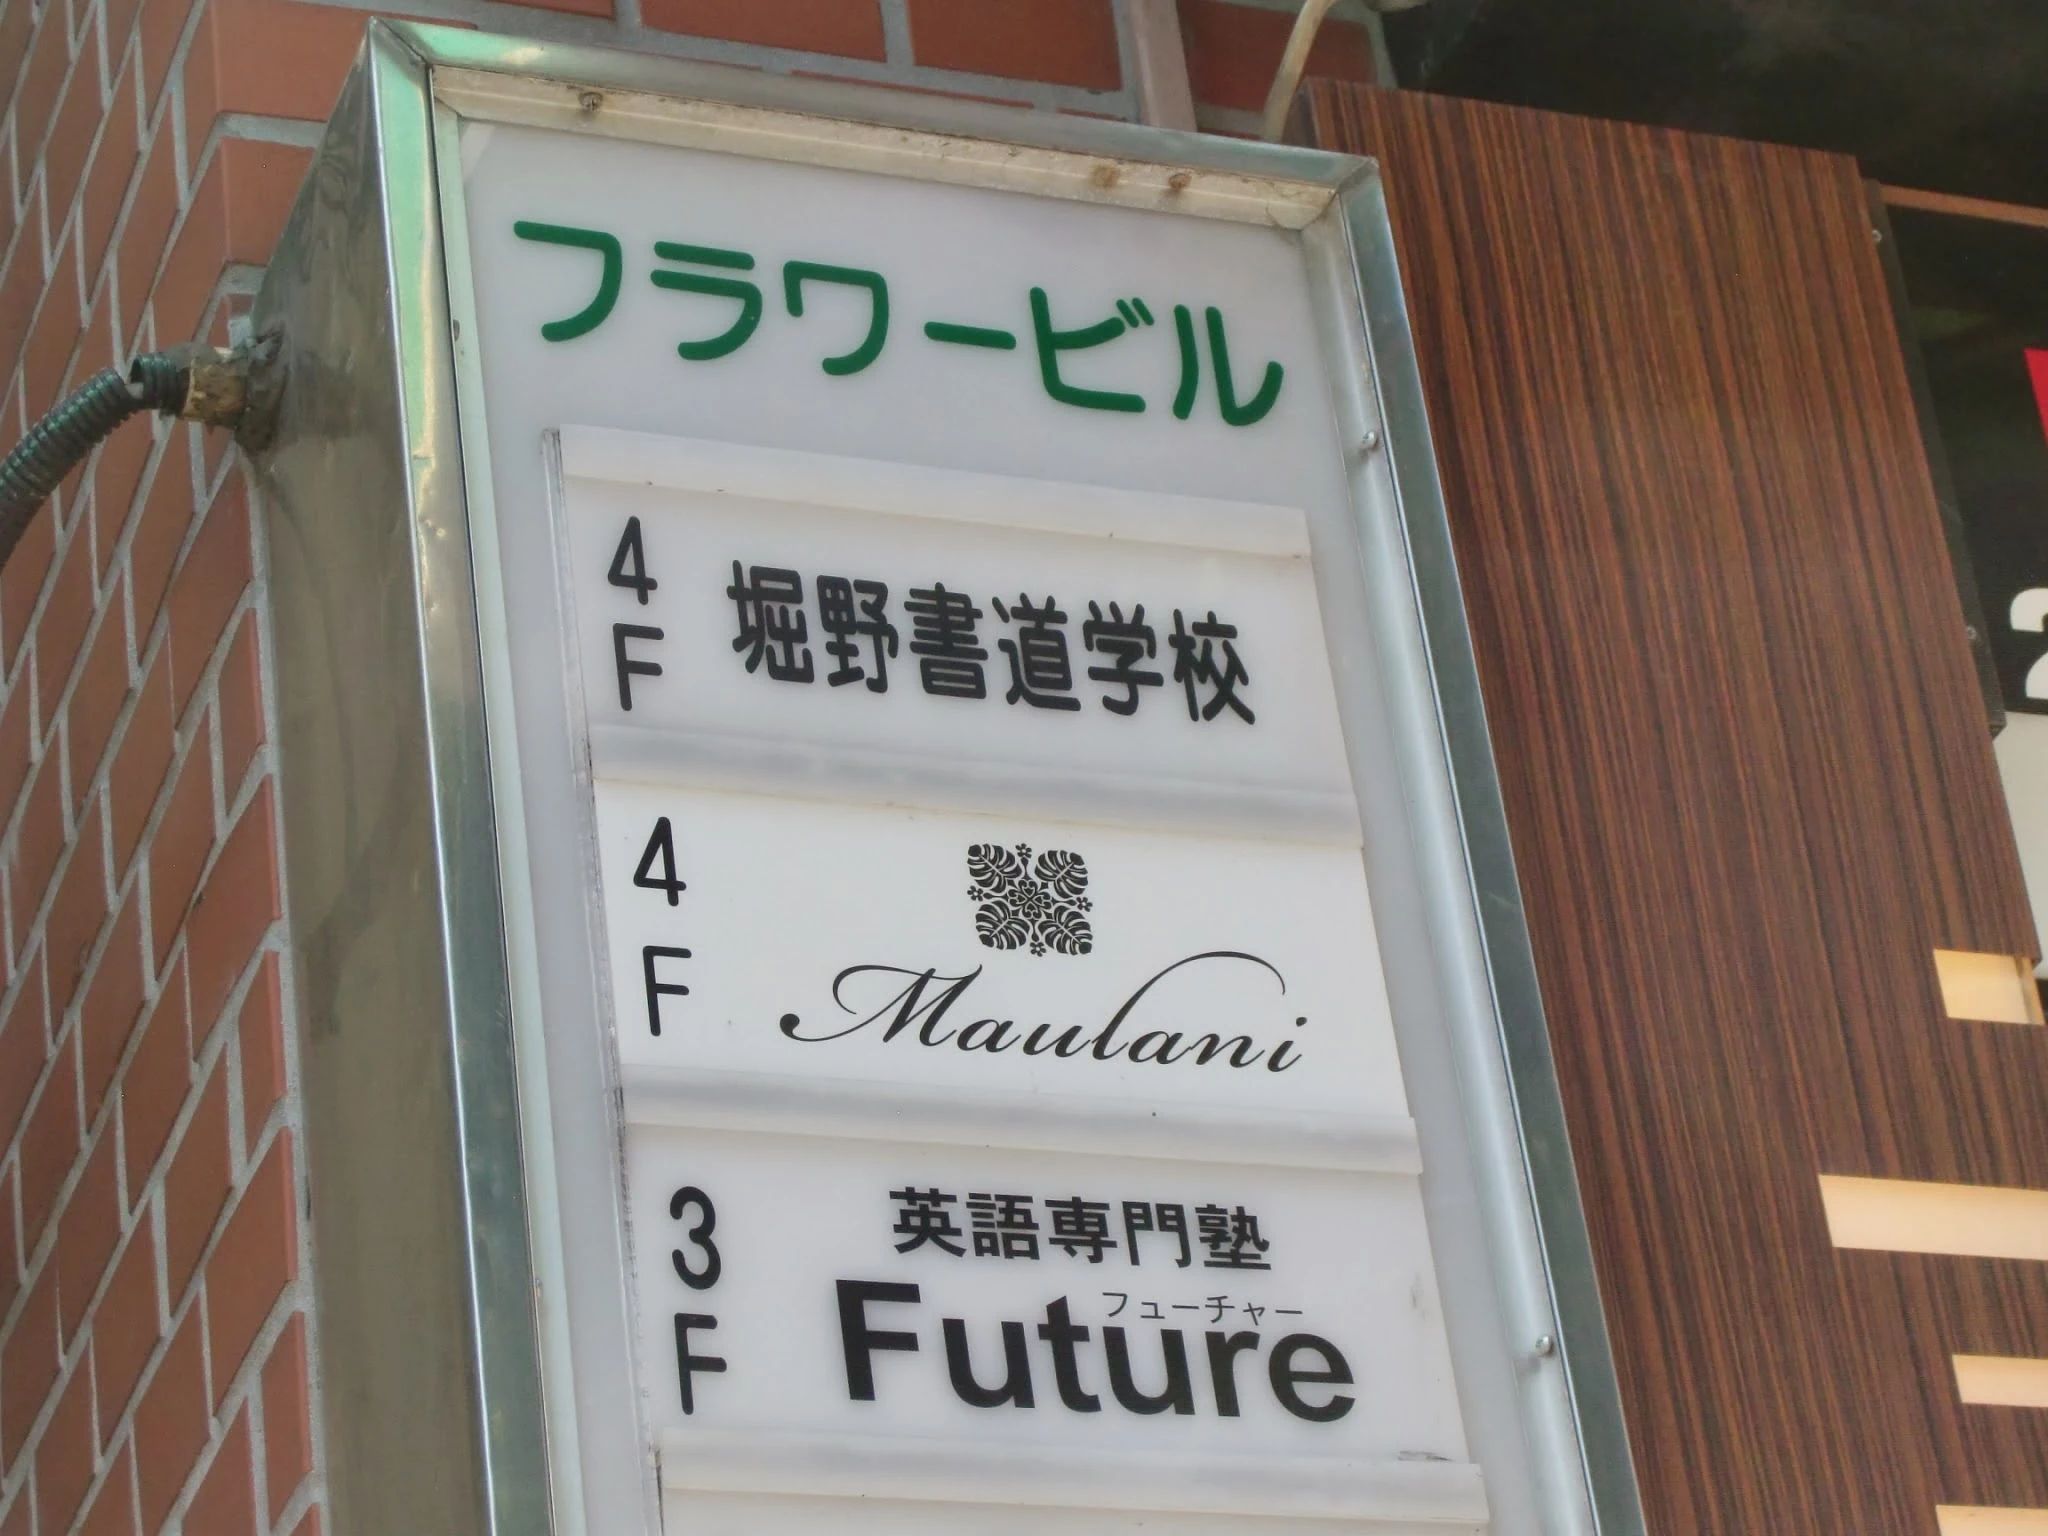 フラワービル
4F 堀野書道学校
4F Maulani
3F 英語専門塾
フューチャー
Future